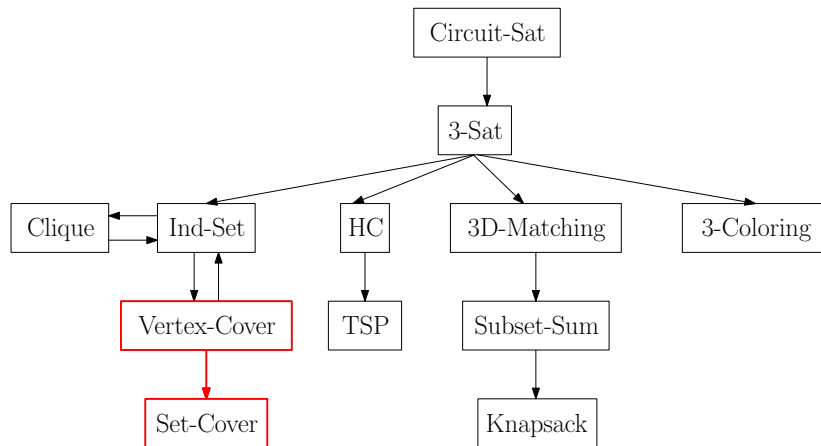 Circuit-Sat
3-Sat
Clique
Ind-Set
HC
3D-Matching
3-Coloring
Vertex-Cover
TSP
Subset-Sum
Set-Cover
Knapsack